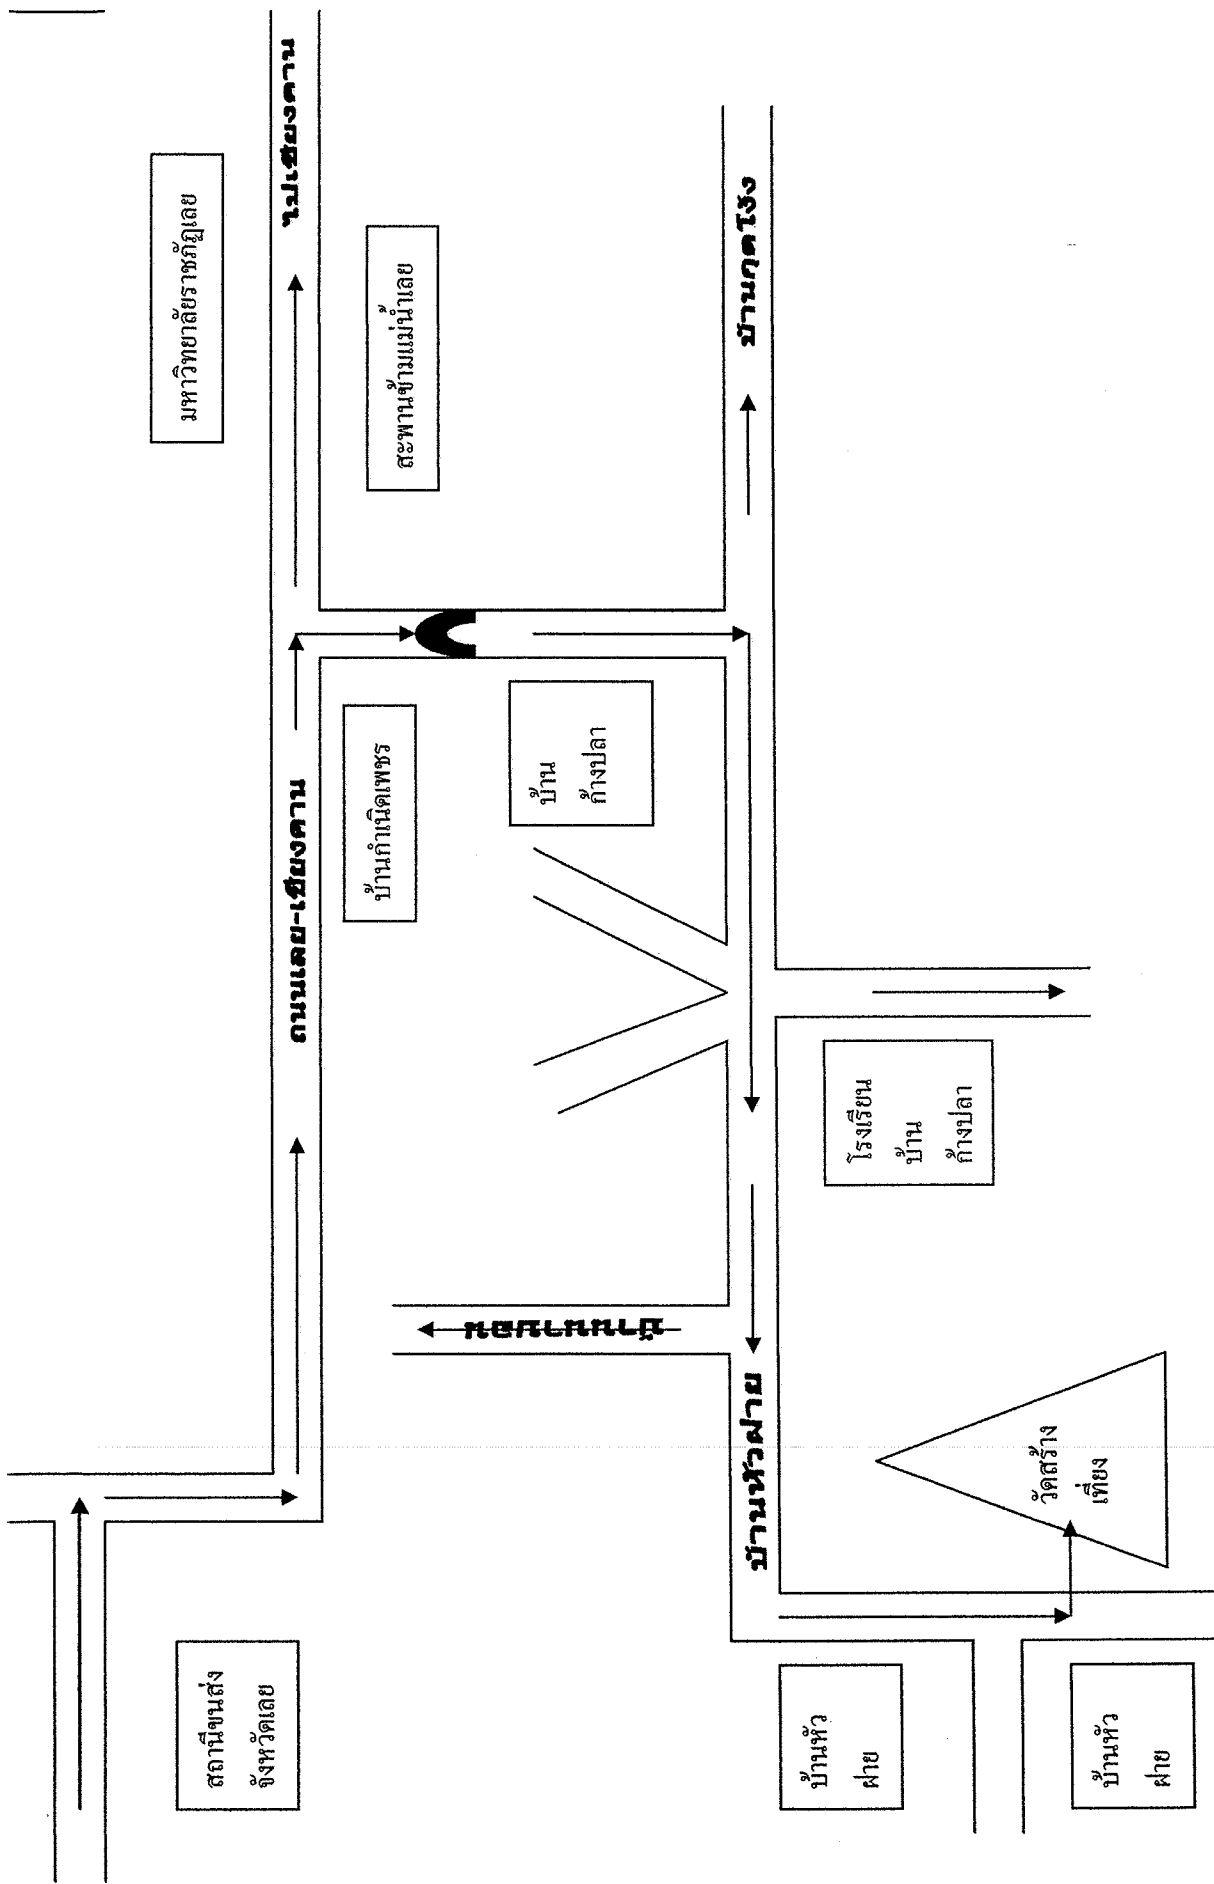 มหาวิทยาลัยราชภัฏเลย
สถานีขนส่ง
จังหวัดเลย
ถนนเลย-เชียงคาน
ไปเชียงคาน
บ้านกำเนิดเพชร
สะพานข้ามแม่น้ำเลย
บ้าน
ก้างปลา
บ้านหัวฝาย
บ้านกุดโง้ง
บ้านหัว
ฝาย
โรงเรียน
บ้าน
ก้างปลา
วัดสร้าง
เที่ยง
บ้านหัว
ฝาย